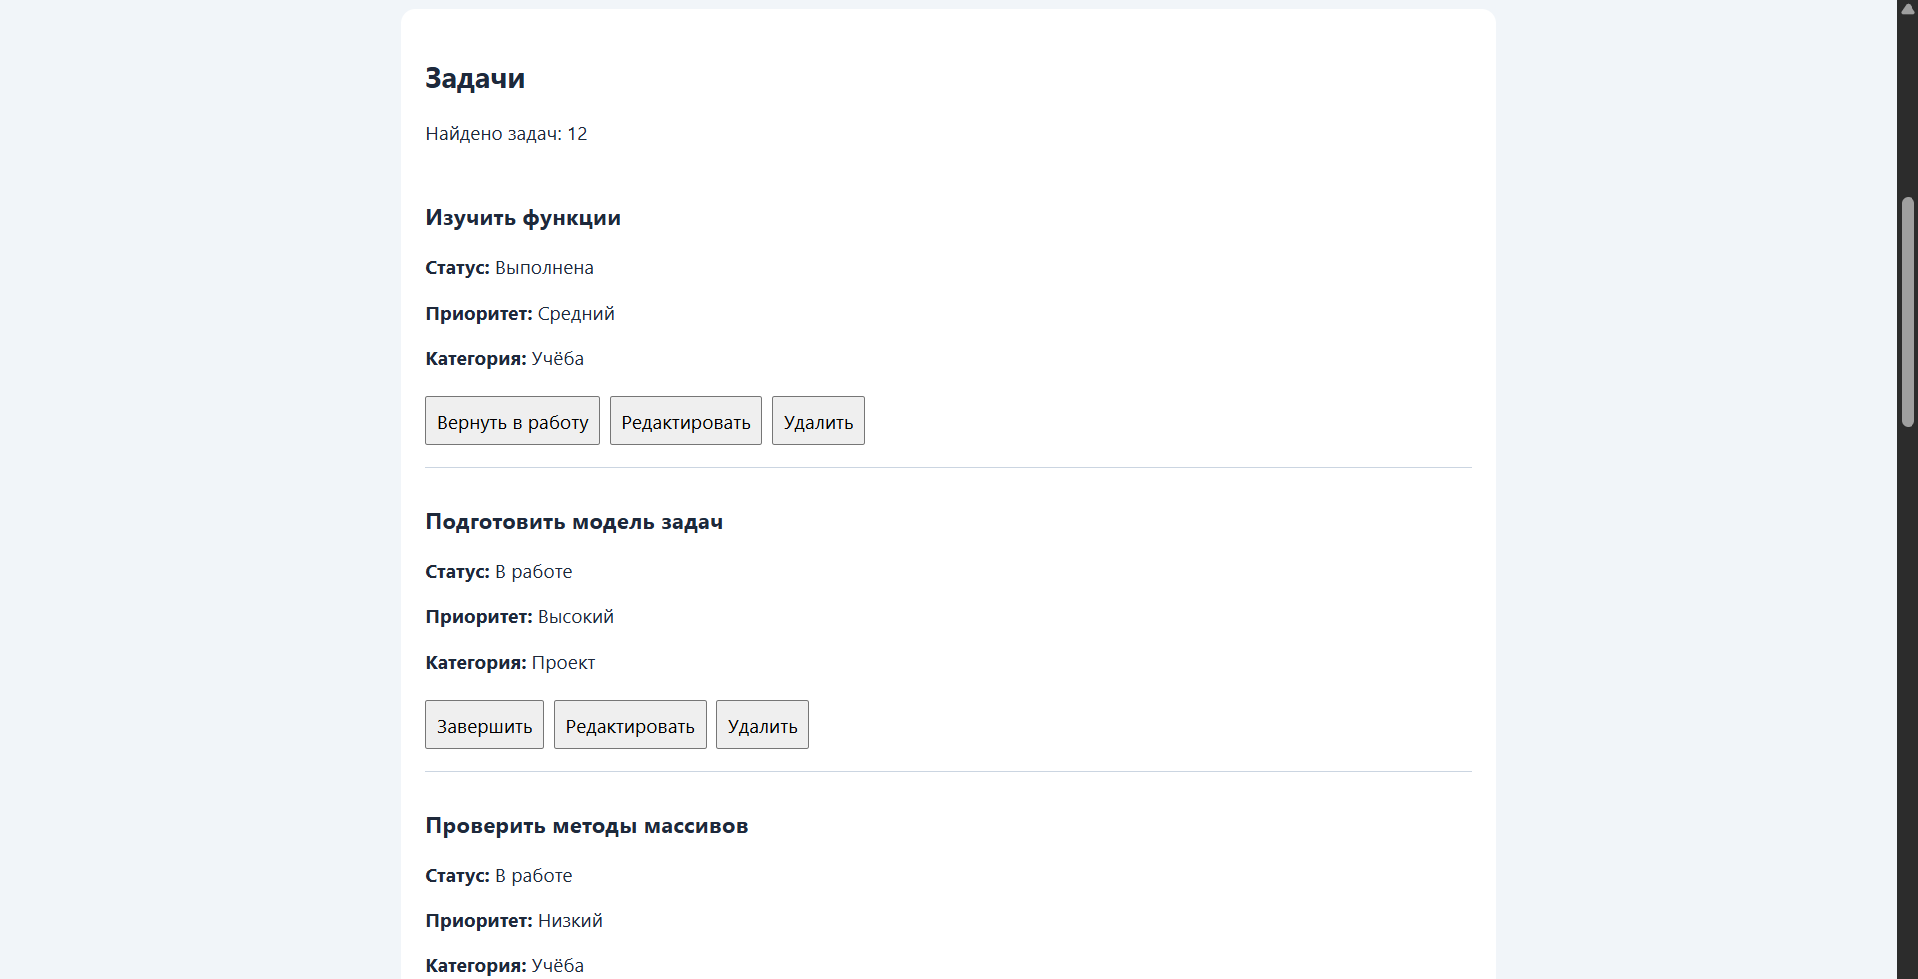 Задачи
Найдено задач: 12
Изучить функции
Статус: Выполнена
Приоритет: Средний
Категория: Учёба
Вернуть в работу Редактировать Удалить
Подготовить модель задач
Статус: В работе
Приоритет: Высокий
Категория: Проект
Завершить Редактировать Удалить
Проверить методы массивов
Статус: В работе
Приоритет: Низкий
Категория: Учёба